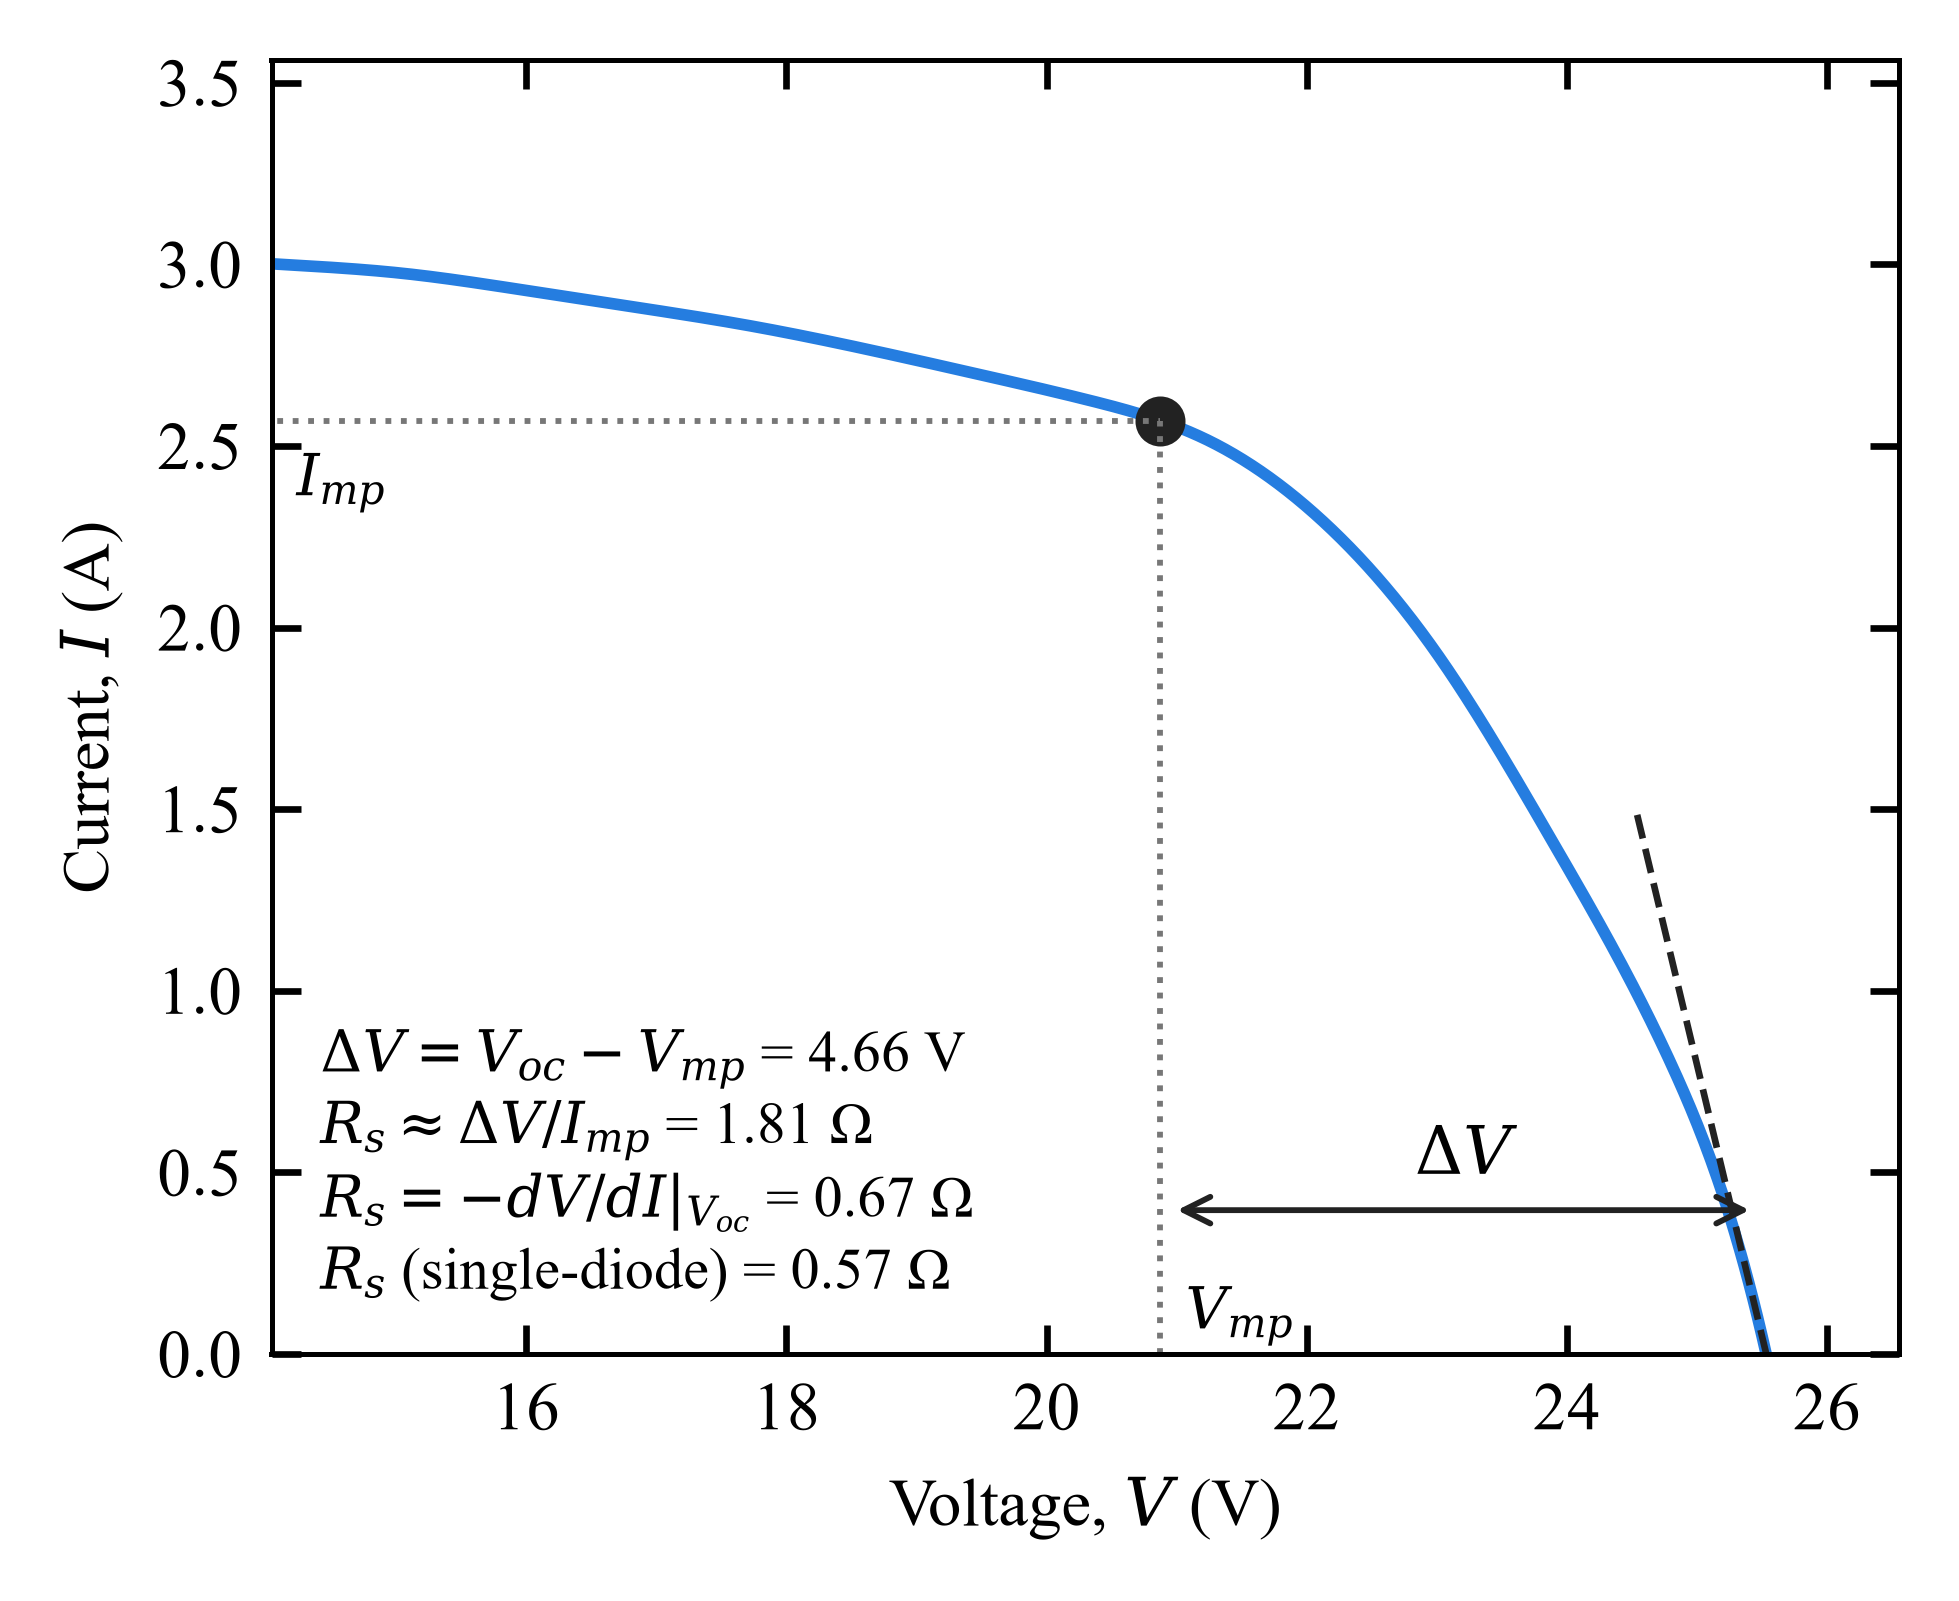 3.5
3.0
2.5
2.0
1.5
1.0
0.5
0.0
Current, I (A)
I_mp
ΔV = V_oc − V_mp = 4.66 V
R_s ≈ ΔV/I_mp = 1.81 Ω
R_s = −dV/dI|_{V_oc} = 0.67 Ω
R_s (single-diode) = 0.57 Ω
ΔV
V_mp
16 18 20 22 24 26
Voltage, V (V)